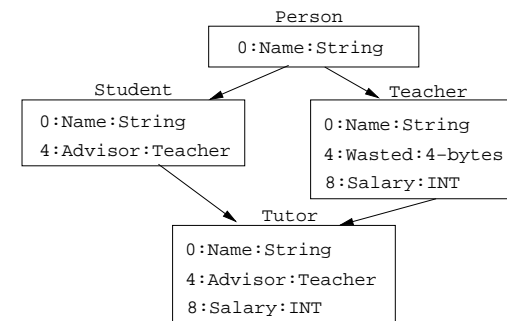 Person
0:Name:String
Student
0:Name:String
4:Advisor:Teacher
Teacher
0:Name:String
4:Wasted:4-bytes
8:Salary:INT
Tutor
0:Name:String
4:Advisor:Teacher
8:Salary:INT